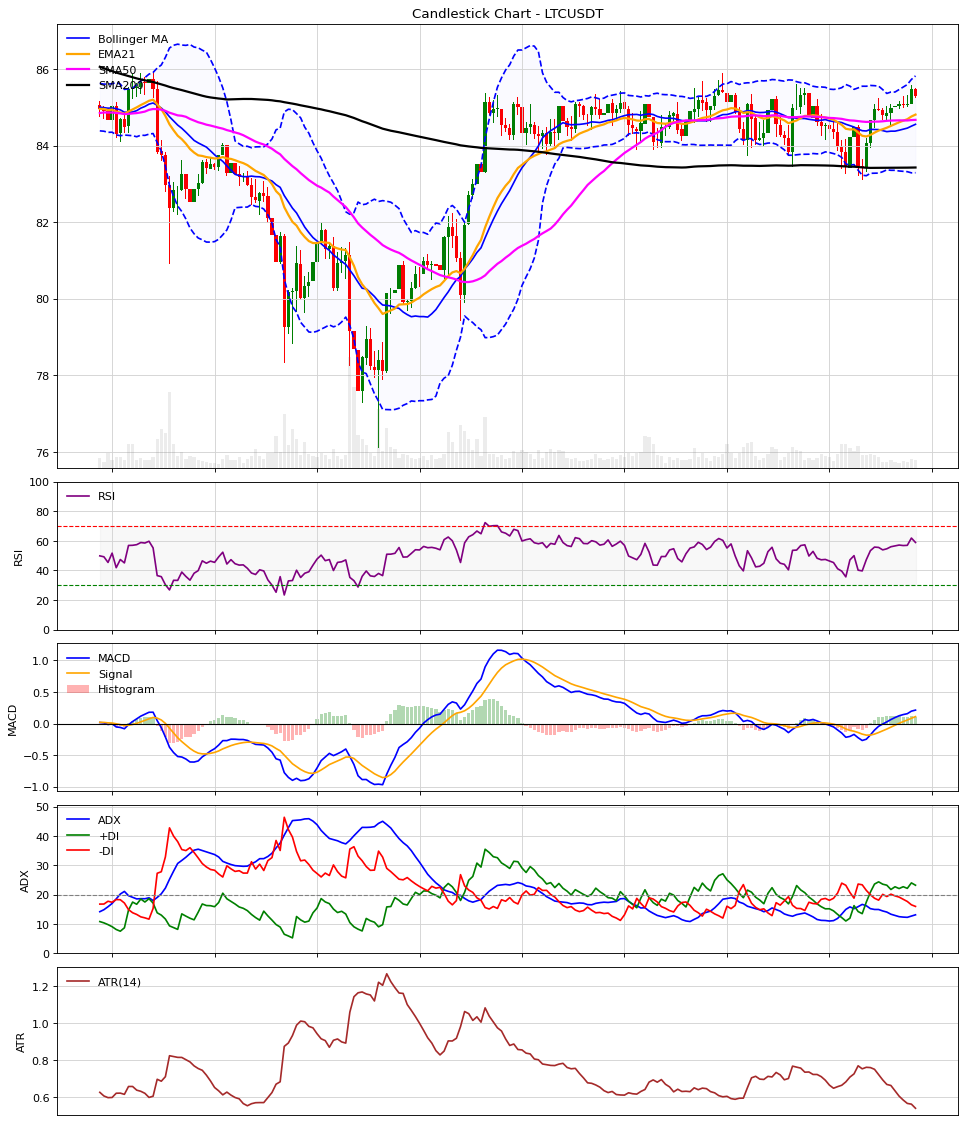 Candlestick Chart - LTCUSDT
Bollinger MA
EMA21
SMA50
SMA200
86
84
82
80
78
76
RSI
RSI
100
80
60
40
20
0
MACD
MACD
Signal
Histogram
1.0
0.5
0.0
−0.5
−1.0
ADX
ADX
+DI
-DI
50
40
30
20
10
0
ATR
ATR(14)
1.2
1.0
0.8
0.6